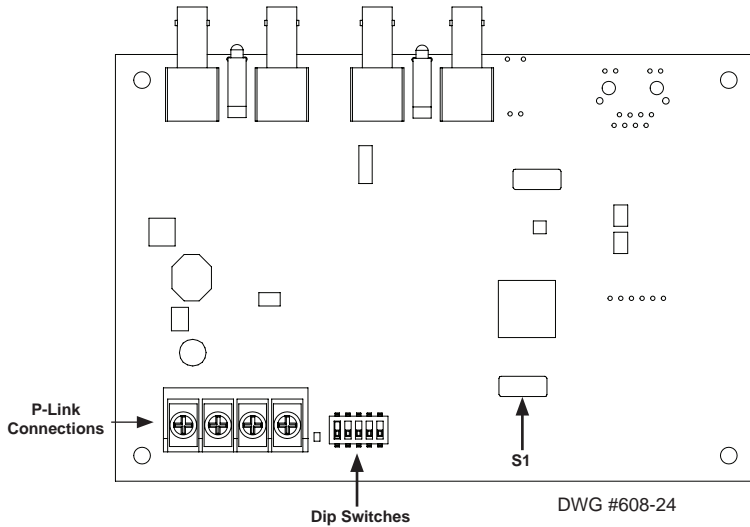 P-Link
Connections
S1
Dip Switches
DWG #608-24